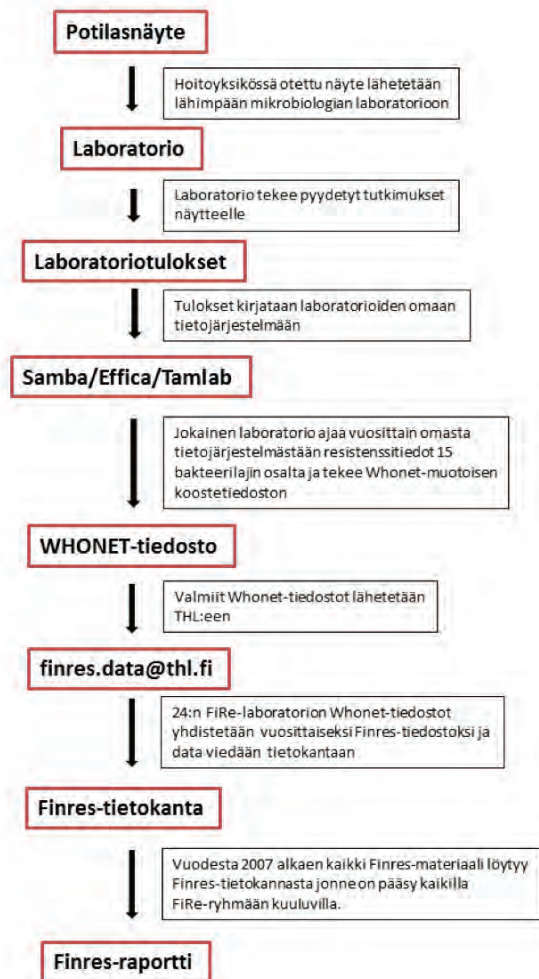 Potilasnäyte
Hoitoyksikössä otettu näyte lähetetään
lähimpään mikrobiologian laboratorioon
Laboratorio
Laboratorio tekee pyydetyt tutkimukset
näytteelle
Laboratoriotulokset
Tulokset kirjataan laboratorioiden omaan
tietojärjestelmään
Samba/Effica/Tamlab
Jokainen laboratorio ajaa vuosittain omasta
tietojärjestelmästään resistenssitiedot 15
bakteerilajin osalta ja tekee Whonet-muotoisen
koostetiedoston
WHONET-tiedosto
Valmiit Whonet-tiedostot lähetetään
THL:een
finres.data@thl.fi
24:n FiRe-laboratorion Whonet-tiedostot
yhdistetään vuosittaiseksi Finres-tiedostoksi ja
data viedään tietokantaan
Finres-tietokanta
Vuodesta 2007 alkaen kaikki Finres-materiaali löytyy
Finres-tietokannasta jonne on pääsy kaikilla
FiRe-ryhmään kuuluvilla.
Finres-raportti